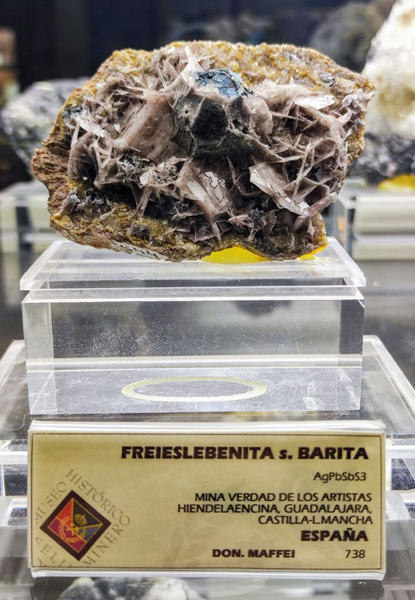 FREIESLEBENITA s. BARITA
AgPbSbS3
MINA VERDAD DE LOS ARTISTAS
HIENDELAENCINA, GUADALAJARA,
CASTILLA-L.MANCHA
ESPAÑA
DON. MAFFEI 738
MUSEO HISTÓRICO
MINERO